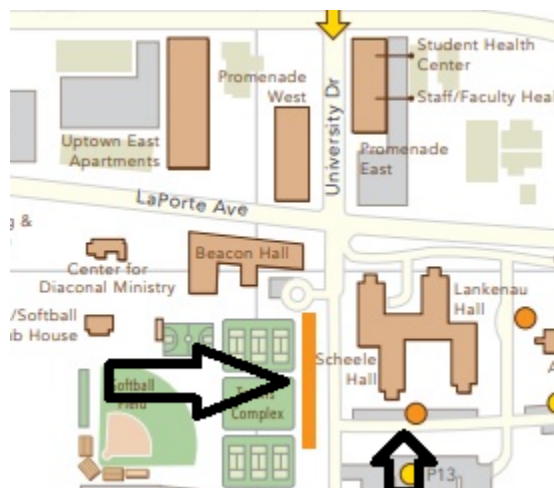 Student Health
Center
Promenade
West
Staff/Faculty Heal
University Dr
Uptown East
Apartments
Promenade
East
LaPorte Ave
g &
Beacon Hall
Center for
Diaconal Ministry
Lankenau
Hall
/Softball
ub House
Scheele
Hall
A
Softball
Field
Tennis
Complex
P13